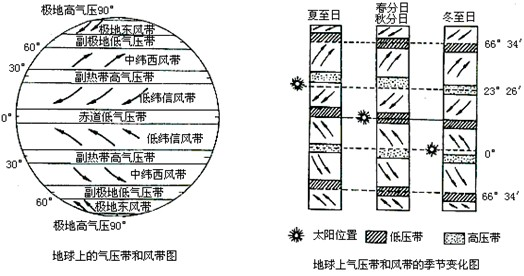 极地高气压90°
极地东风带
60°
副极地低气压带
中纬西风带
30°
副热带高气压带
低纬信风带
0°
赤道低气压带
低纬信风带
30°
副热带高气压带
中纬西风带
60°
副极地低气压带
极地东风带
极地高气压90°
地球上的气压带和风带图
夏至日
春分日
秋分日
冬至日
66° 34′
23° 26′
0°
66° 34′
太阳位置
低压带
高压带
地球上气压带和风带的季节变化图